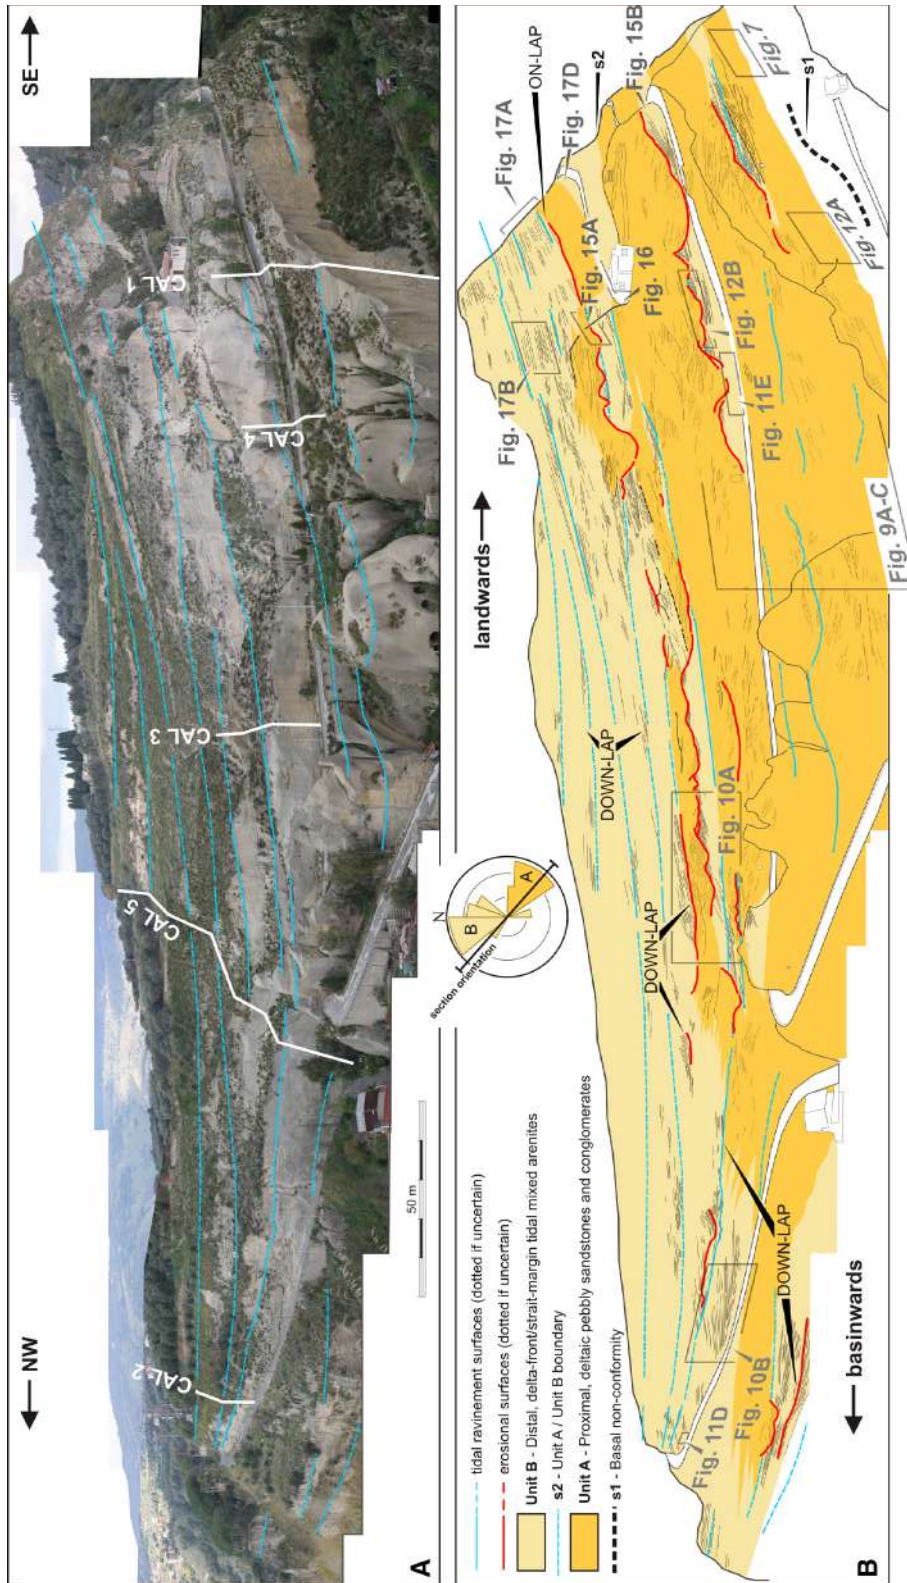 NW
SE
CAL 2
CAL 5
CAL 3
CAL 4
CAL 1
50 m
A
tidal ravinement surfaces (dotted if uncertain)
erosional surfaces (dotted if uncertain)
Unit B - Distal, delta-front/strait-margin tidal mixed arenites
s2 - Unit A / Unit B boundary
Unit A - Proximal, deltaic pebbly sandstones and conglomerates
s1 - Basal non-conformity
N
B
A
section orientation
landwards
basinwards
Fig. 17A
ON-LAP
Fig. 17D
s2
Fig. 15B
Fig. 7
s1
Fig. 17B
Fig. 15A
Fig. 16
Fig. 12B
Fig. 12A
Fig. 11E
Fig. 9A-C
DOWN-LAP
DOWN-LAP
Fig. 10A
DOWN-LAP
Fig. 11D
Fig. 10B
B